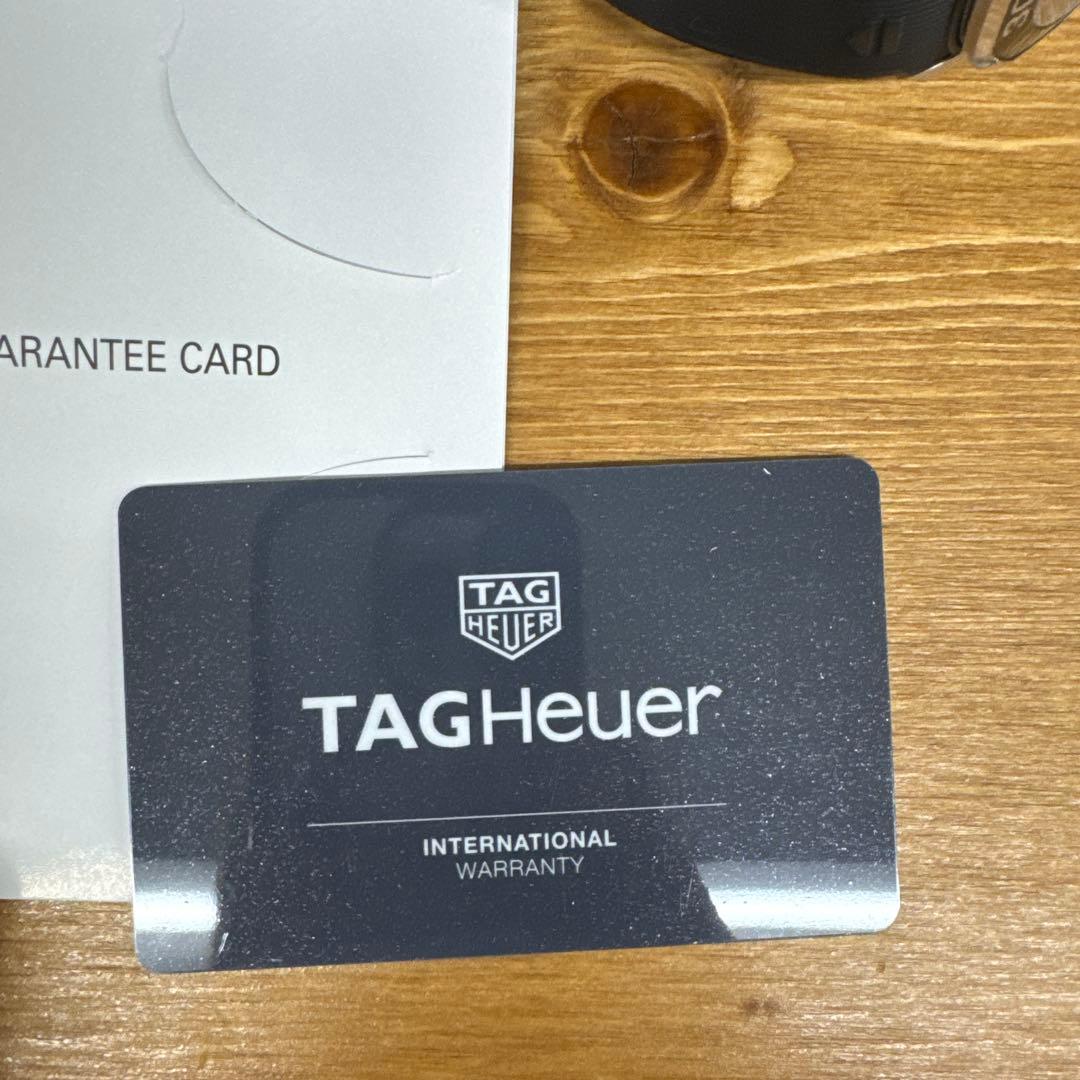 ARANTEE CARD
TAG
HEUER
TAGHeuer
INTERNATIONAL
WARRANTY